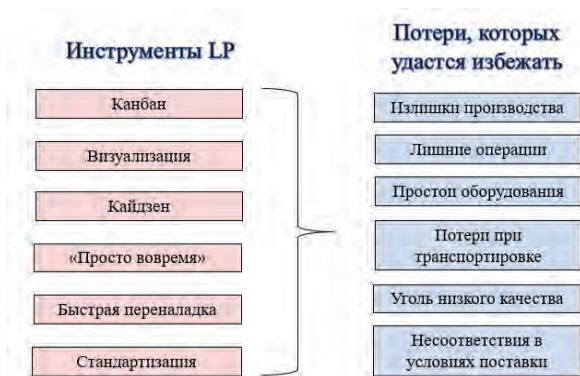 Инструменты LP
Канбан
Визуализация
Кайдзен
«Просто вовремя»
Быстрая переналадка
Стандартизация
Потери, которых
удастся избежать
Излишки производства
Лишние операции
Простои оборудования
Потери при
транспортировке
Уголь низкого качества
Несоответствия в
условиях поставки